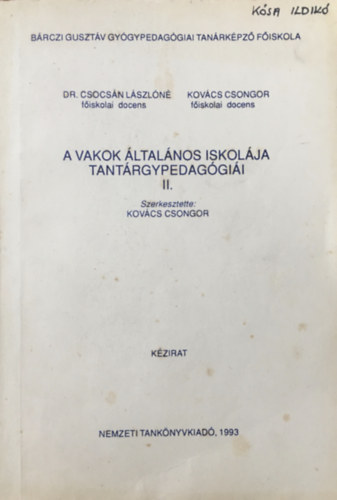 KÓSA ILDIKÓ
BÁRCZI GUSZTÁV GYÓGYPEDAGÓGIAI TANÁRKÉPZŐ FŐISKOLA
DR. CSOCSÁN LÁSZLÓNÉ KOVÁCS CSONGOR
főiskolai docens főiskolai docens
A VAKOK ÁLTALÁNOS ISKOLÁJA
TANTÁRGYPEDAGÓGIÁI
II.
Szerkesztette:
KOVÁCS CSONGOR
KÉZIRAT
NEMZETI TANKÖNYVKIADÓ, 1993